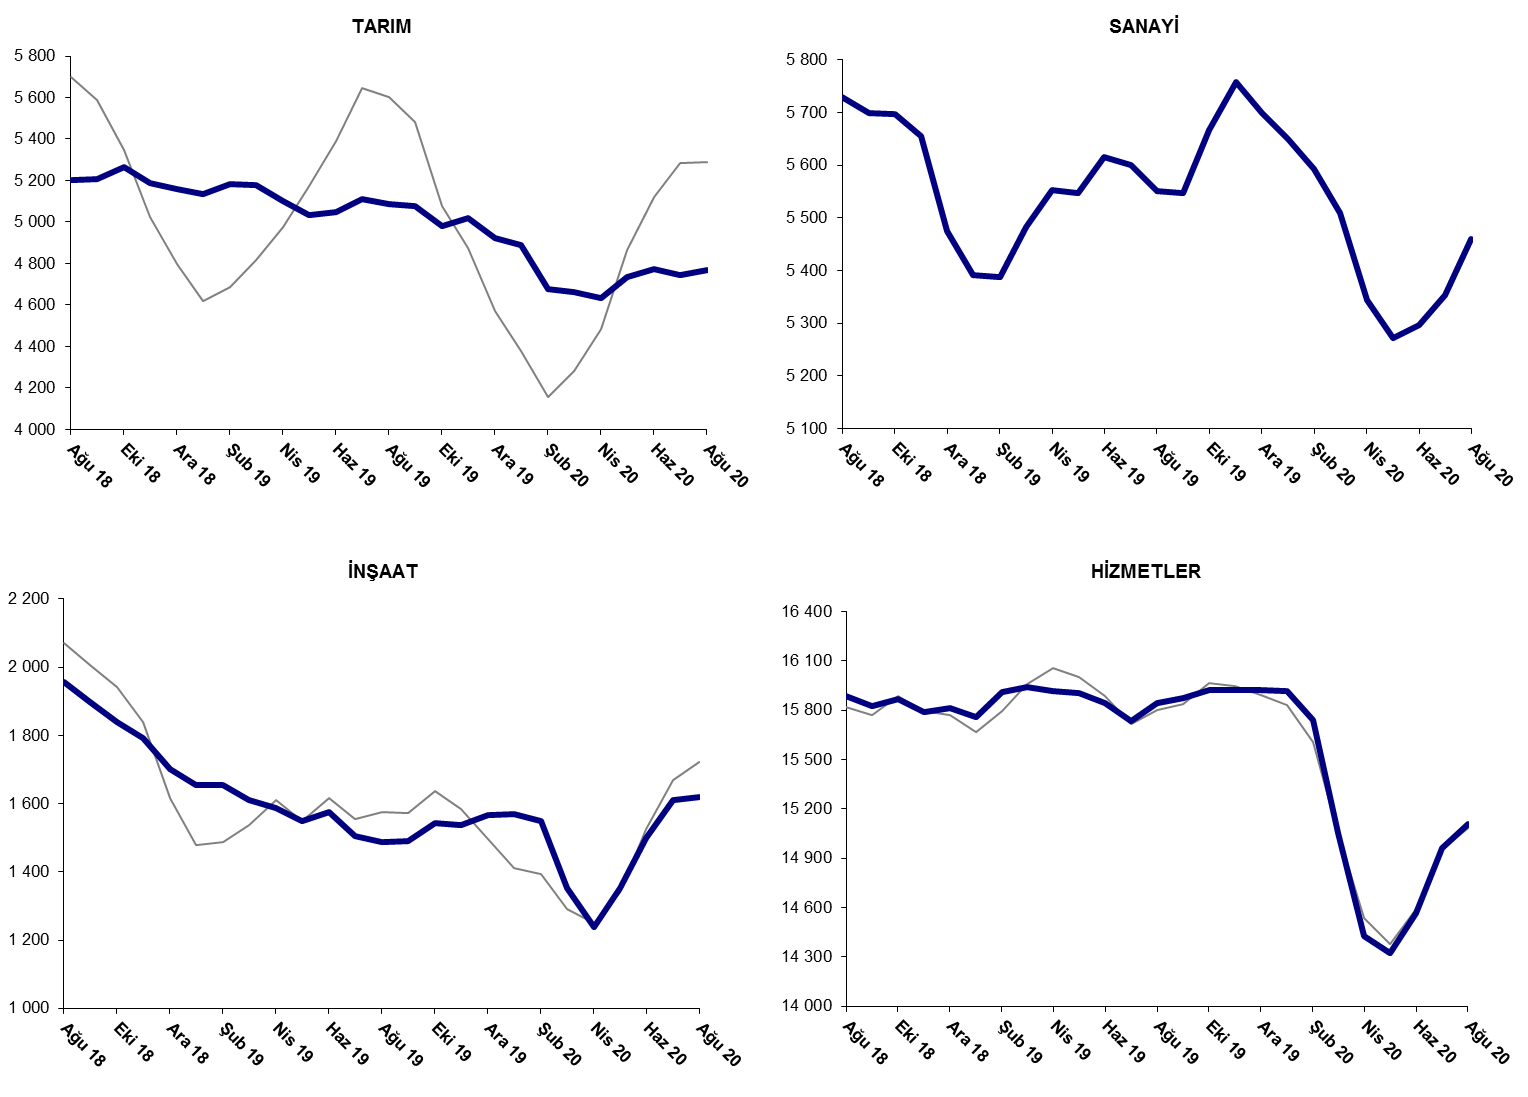 TARIM
5 800
5 600
5 400
5 200
5 000
4 800
4 600
4 400
4 200
4 000
Ağu 18
Eki 18
Ara 18
Şub 19
Nis 19
Haz 19
Ağu 19
Eki 19
Ara 19
Şub 20
Nis 20
Haz 20
Ağu 20
SANAYİ
5 800
5 700
5 600
5 500
5 400
5 300
5 200
5 100
Ağu 18
Eki 18
Ara 18
Şub 19
Nis 19
Haz 19
Ağu 19
Eki 19
Ara 19
Şub 20
Nis 20
Haz 20
Ağu 20
İNŞAAT
2 200
2 000
1 800
1 600
1 400
1 200
1 000
Ağu 18
Eki 18
Ara 18
Şub 19
Nis 19
Haz 19
Ağu 19
Eki 19
Ara 19
Şub 20
Nis 20
Haz 20
Ağu 20
HİZMETLER
16 400
16 100
15 800
15 500
15 200
14 900
14 600
14 300
14 000
Ağu 18
Eki 18
Ara 18
Şub 19
Nis 19
Haz 19
Ağu 19
Eki 19
Ara 19
Şub 20
Nis 20
Haz 20
Ağu 20